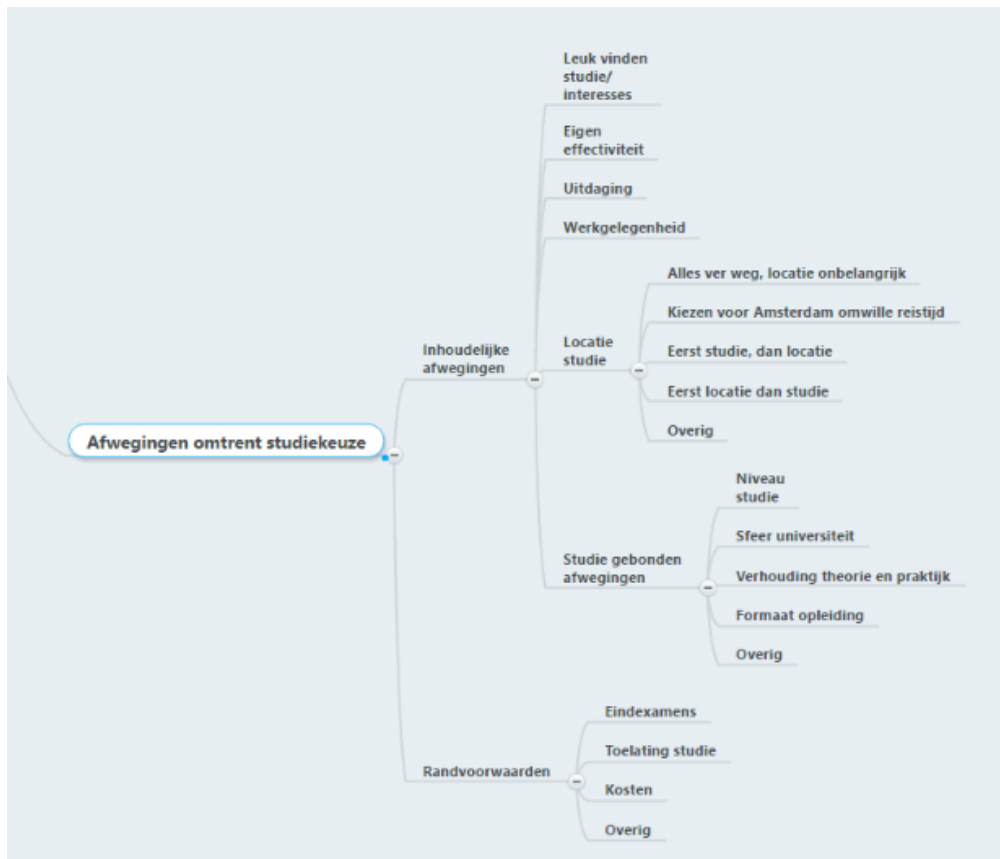 Leuk vinden
studie/
interesses
Eigen
effectiviteit
Uitdaging
Werkgelegenheid
Alles ver weg, locatie onbelangrijk
Kiezen voor Amsterdam omwille reistijd
Inhoudelijke
afwegingen
Locatie
studie
Eerst studie, dan locatie
Eerst locatie dan studie
Overig
Afwegingen omtrent studiekeuze
Niveau
studie
Sfeer universiteit
Studie gebonden
afwegingen
Verhouding theorie en praktijk
Formaat opleiding
Overig
Eindexamens
Toelating studie
Randvoorwaarden
Kosten
Overig